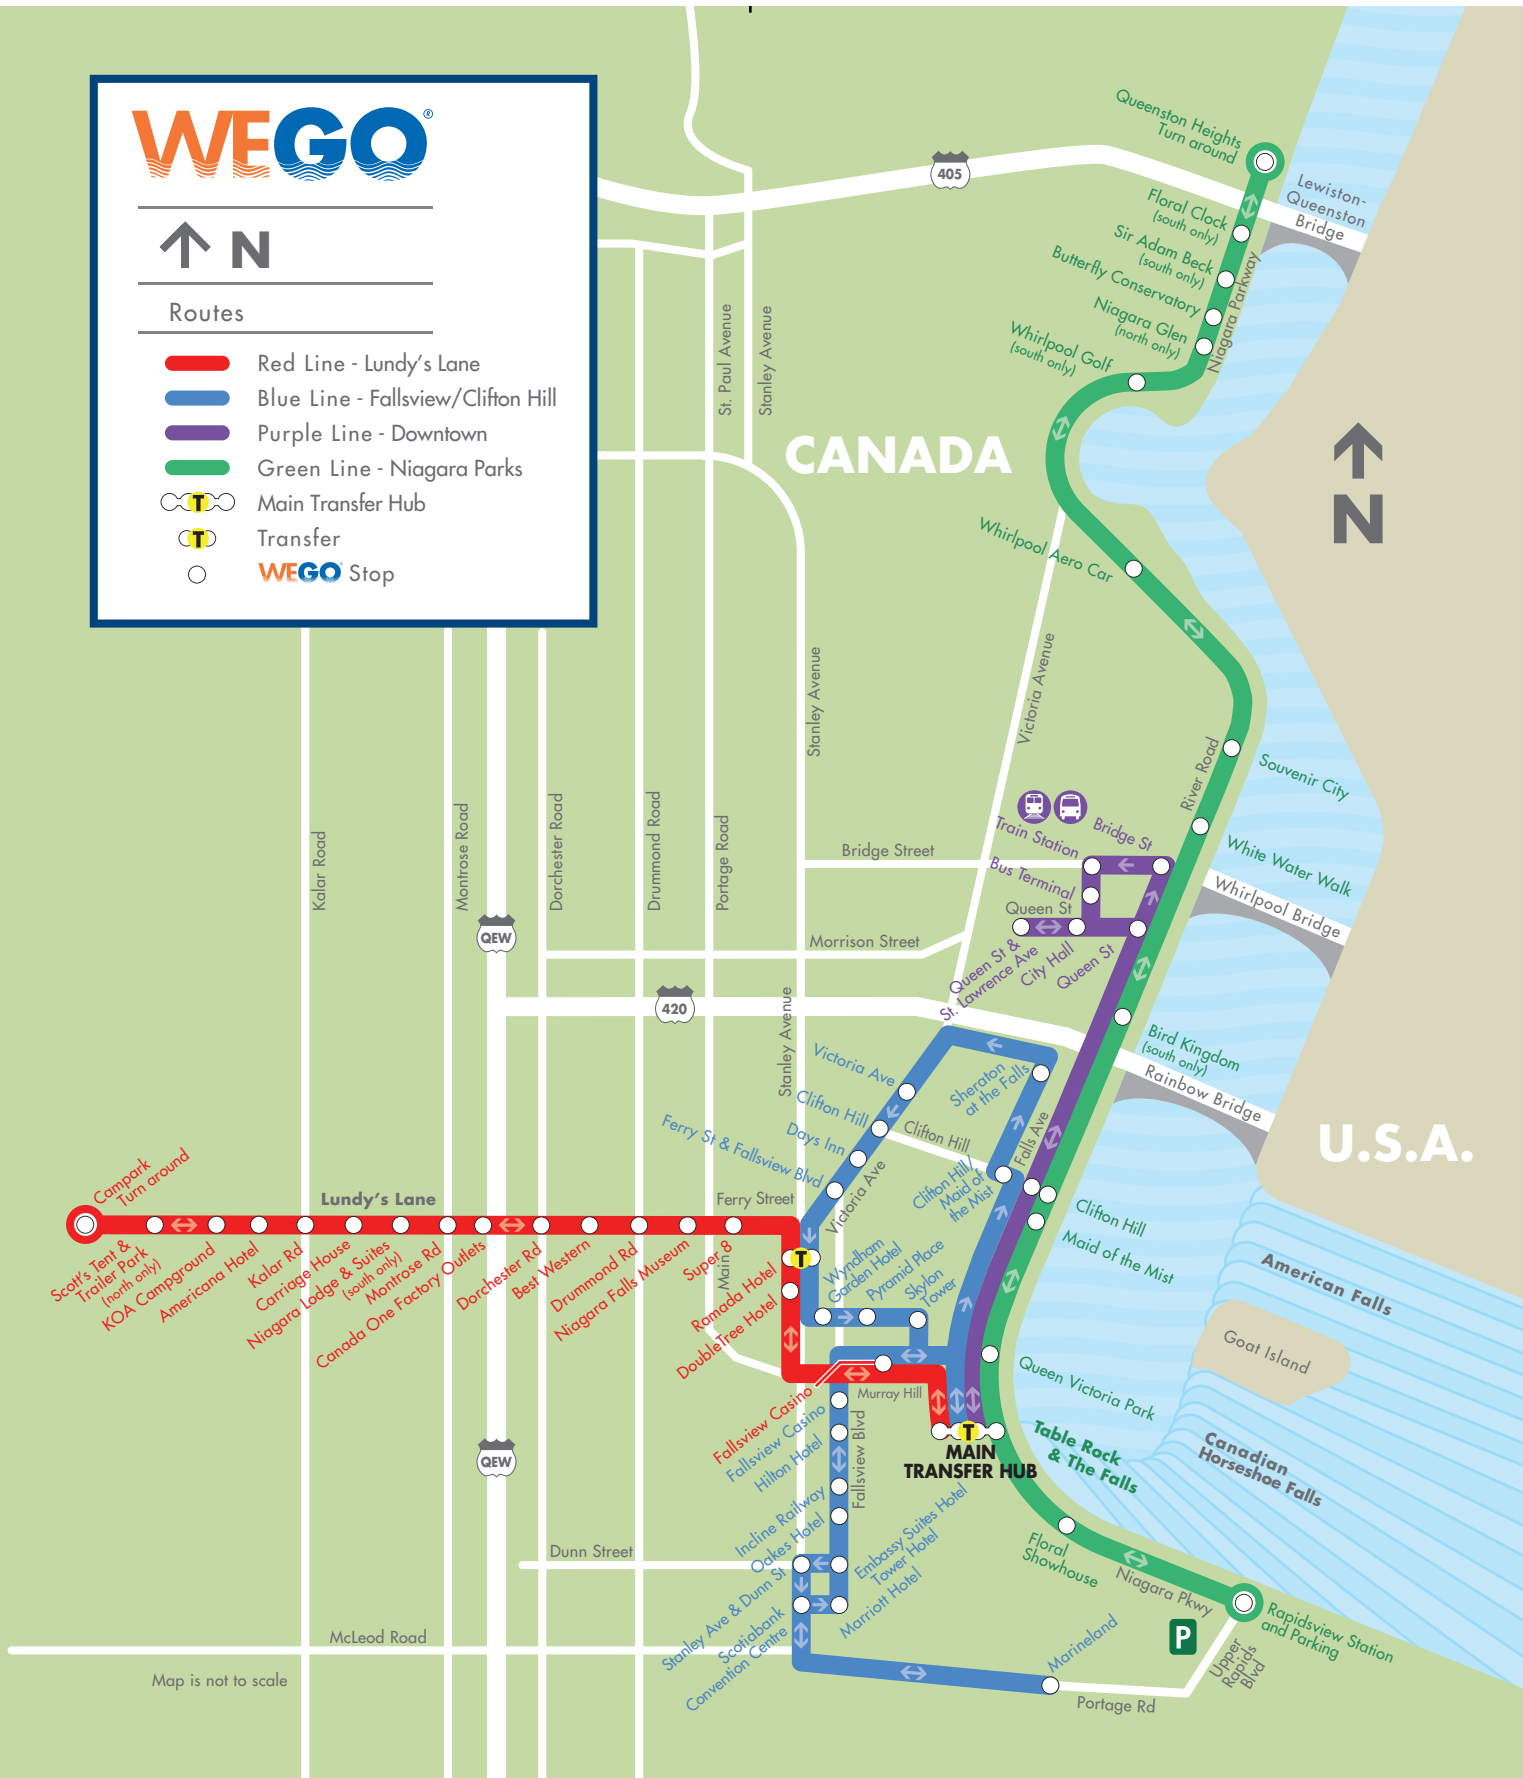 WEGO®
N
Routes
Red Line - Lundy's Lane
Blue Line - Fallsview/Clifton Hill
Purple Line - Downtown
Green Line - Niagara Parks
T Main Transfer Hub
T Transfer
WEGO Stop
405
Queenston Heights
Turn around
Lewiston-
Queenston
Bridge
Floral Clock
(south only)
Sir Adam Beck
(south only)
Butterfly Conservatory
Niagara Glen
(north only)
Niagara Parkway
Whirlpool Golf
(south only)
St. Paul Avenue
Stanley Avenue
CANADA
N
Whirlpool Aero Car
Victoria Avenue
Stanley Avenue
River Road
Souvenir City
White Water Walk
Whirlpool Bridge
Kalar Road
Montrose Road
Dorchester Road
Drummond Road
Portage Road
Bridge Street
Train Station
Bridge St
Bus Terminal
Queen St
Queen St &
St. Lawrence Ave
City Hall
Queen St
QEW
Morrison Street
420
Stanley Avenue
Bird Kingdom
(south only)
Rainbow Bridge
U.S.A.
Victoria Ave
Sheraton
at the Falls
Clifton Hill
Days Inn
Clifton Hill
Falls Ave
Ferry St & Fallsview Blvd
Clifton Hill/
Maid of
the Mist
Victoria Ave
Clifton Hill
Maid of the Mist
Campark
Turn around
Lundy's Lane
Ferry Street
Scott's Tent &
Trailer Park
(north only)
KOA Campground
Americana Hotel
Kalar Rd
Carriage House
Niagara Lodge & Suites
(south only)
Montrose Rd
Canada One Factory Outlets
Dorchester Rd
Best Western
Drummond Rd
Niagara Falls Museum
Super 8
Main
Ramada Hotel
DoubleTree Hotel
T
Wyndham
Garden Hotel
Pyramid Place
Skylon
Tower
American
Falls
Goat Island
Queen Victoria Park
Murray Hill
Fallsview Casino
Fallsview Casino
Hilton Hotel
Fallsview Blvd
T
MAIN
TRANSFER HUB
Table Rock
& The Falls
Canadian
Horseshoe Falls
QEW
Incline Railway
Oakes Hotel
Embassy Suites Hotel
Tower Hotel
Marriott Hotel
Dunn Street
Stanley Ave & Dunn St
Scotiabank
Convention Centre
Floral
Showhouse
Niagara Pkwy
P
Rapidsview Station
and Parking
Upper
Rapids
Blvd
McLeod Road
Marineland
Portage Rd
Map is not to scale